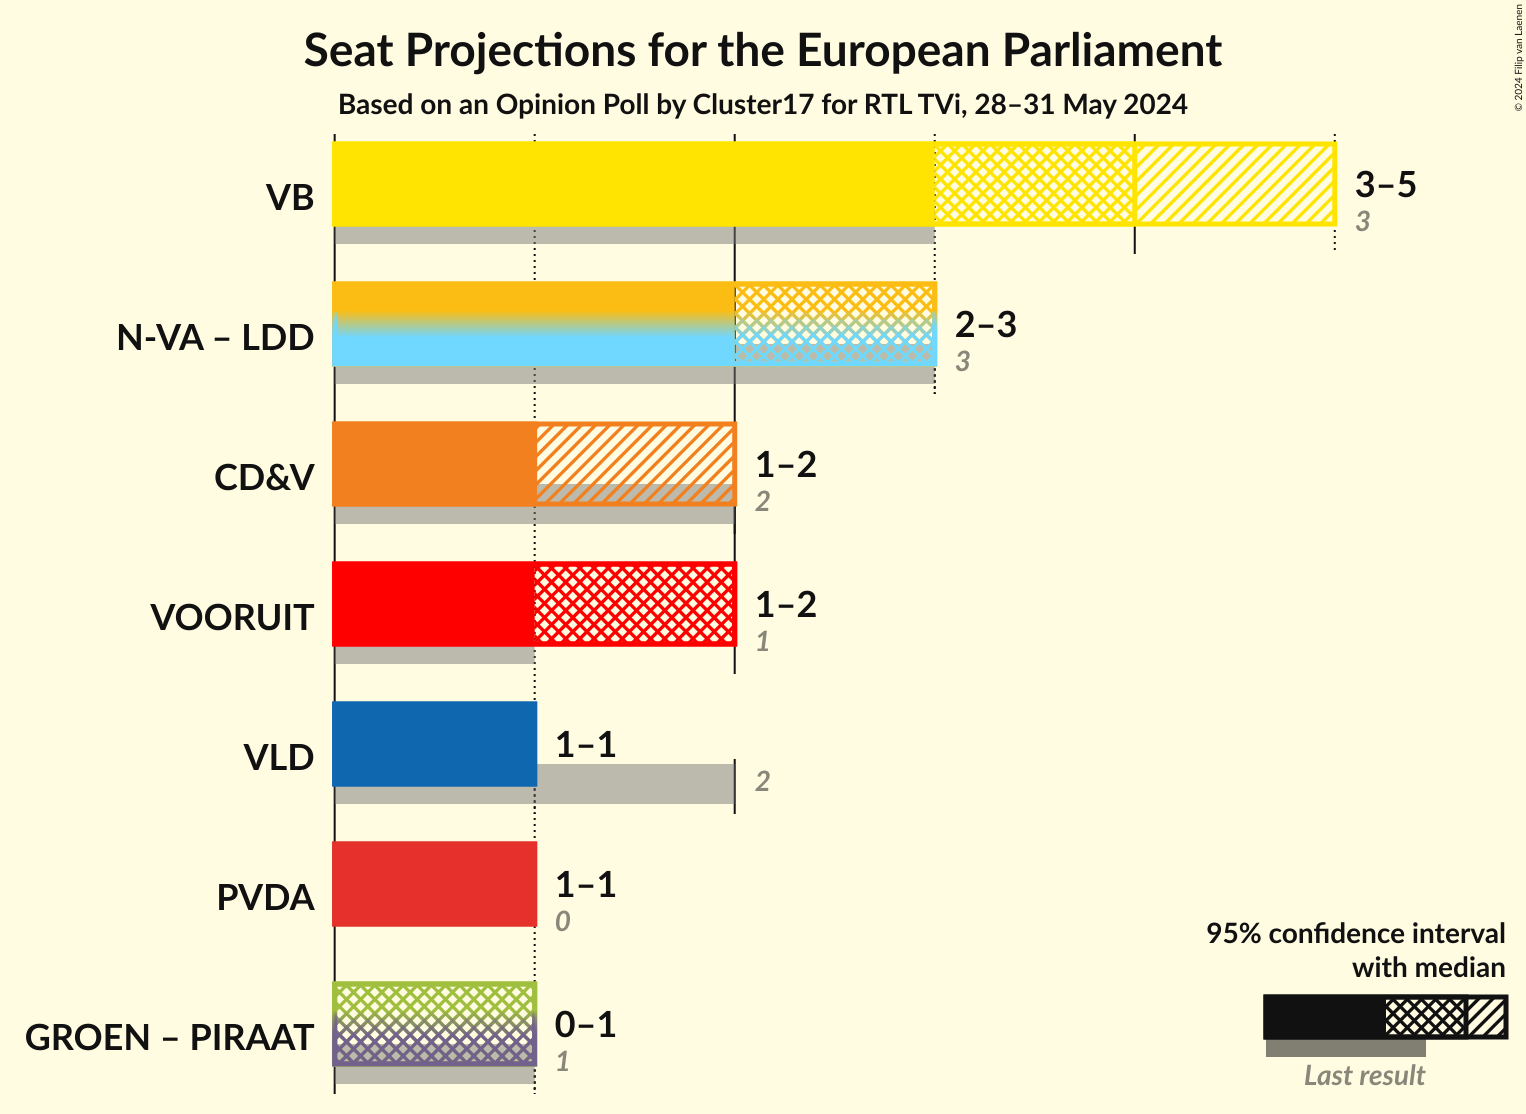 Seat Projections for the European Parliament
Based on an Opinion Poll by Cluster17 for RTL TVi, 28–31 May 2024
© 2024 Filip van Laenen
VB
3–5
3
N-VA – LDD
2–3
3
CD&V
1–2
2
VOORUIT
1–2
1
VLD
1–1
2
PVDA
1–1
0
GROEN – PIRAAT
0–1
1
95% confidence interval
with median
Last result